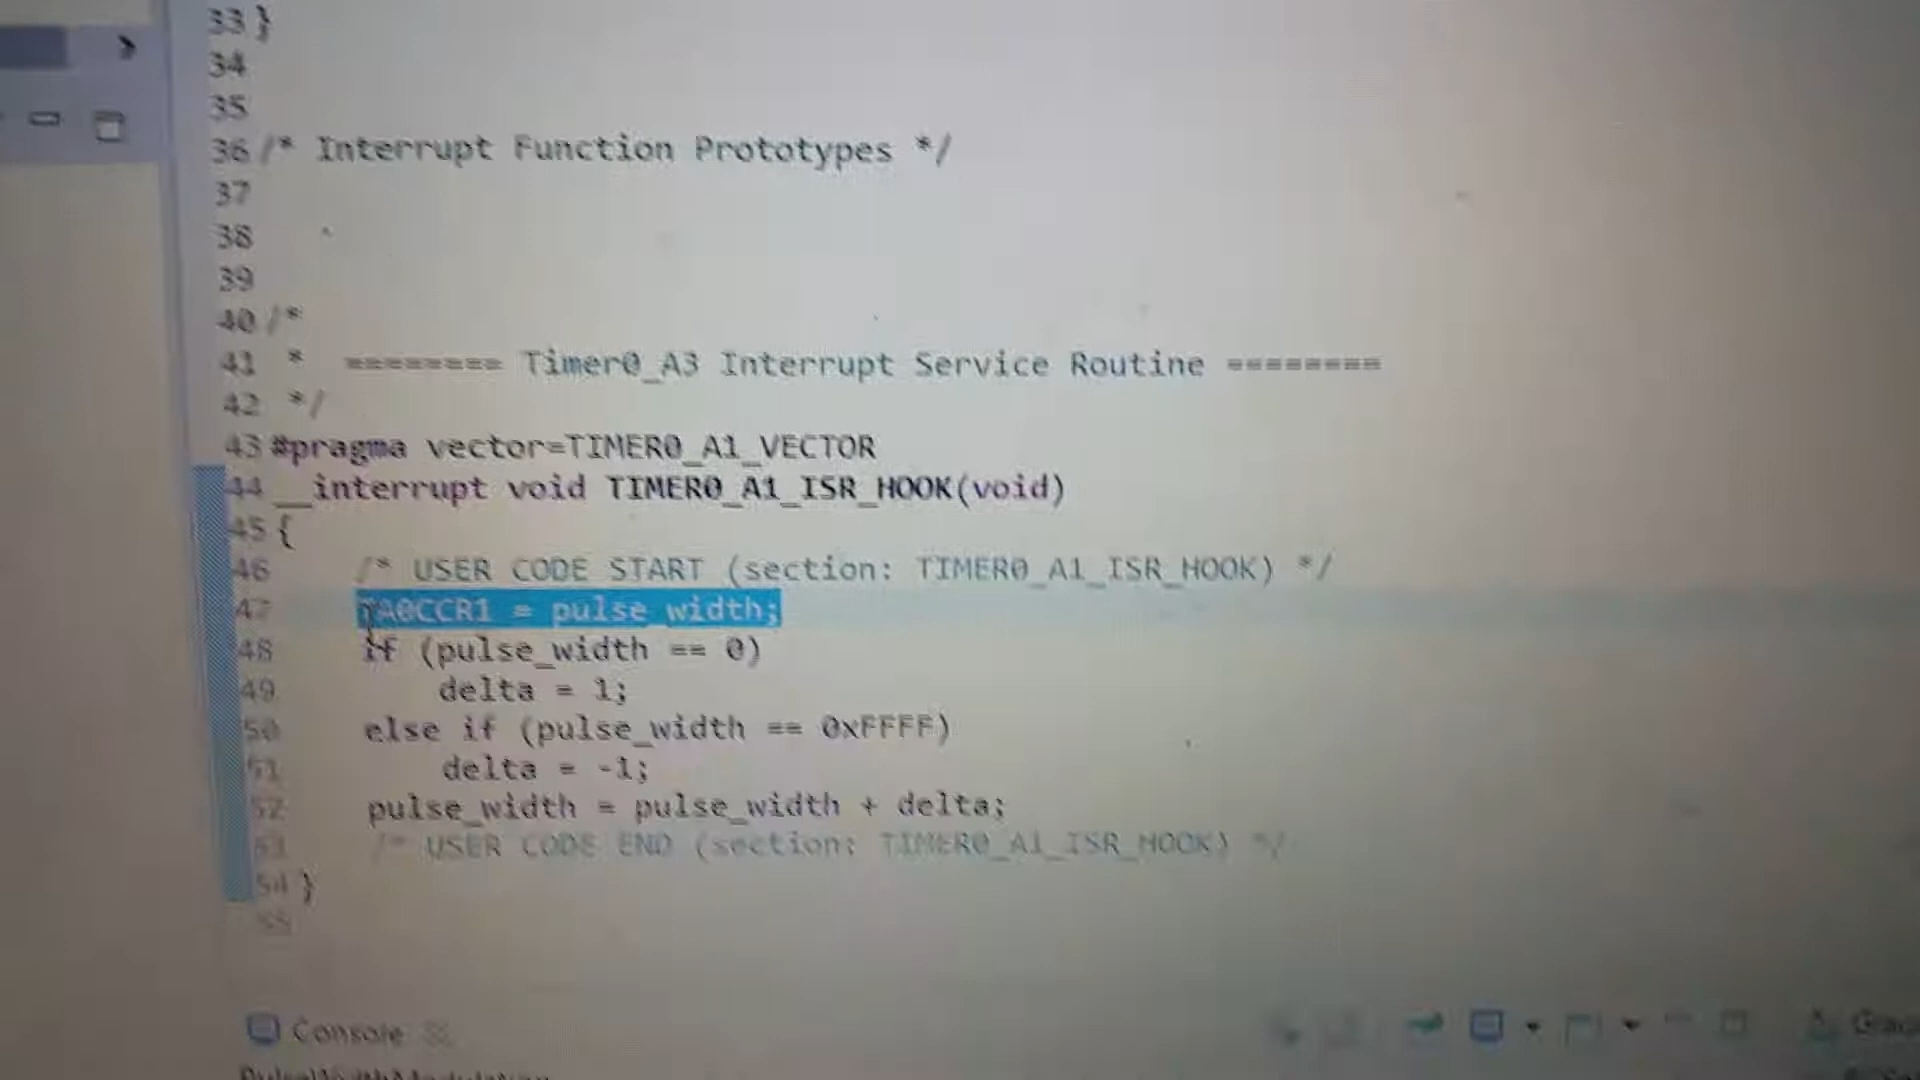 33 }
34
35
36 /* Interrupt Function Prototypes */
37
38
39
40 /*
41  *  ======== Timer0_A3 Interrupt Service Routine ========
42  */
43 #pragma vector=TIMER0_A1_VECTOR
44 __interrupt void TIMER0_A1_ISR_HOOK(void)
45 {
46     /* USER CODE START (section: TIMER0_A1_ISR_HOOK) */
47     TA0CCR1 = pulse_width;
48     if (pulse_width == 0)
49         delta = 1;
50     else if (pulse_width == 0xFFFF)
51         delta = -1;
52     pulse_width = pulse_width + delta;
53     /* USER CODE END (section: TIMER0_A1_ISR_HOOK) */
54 }
55
Console